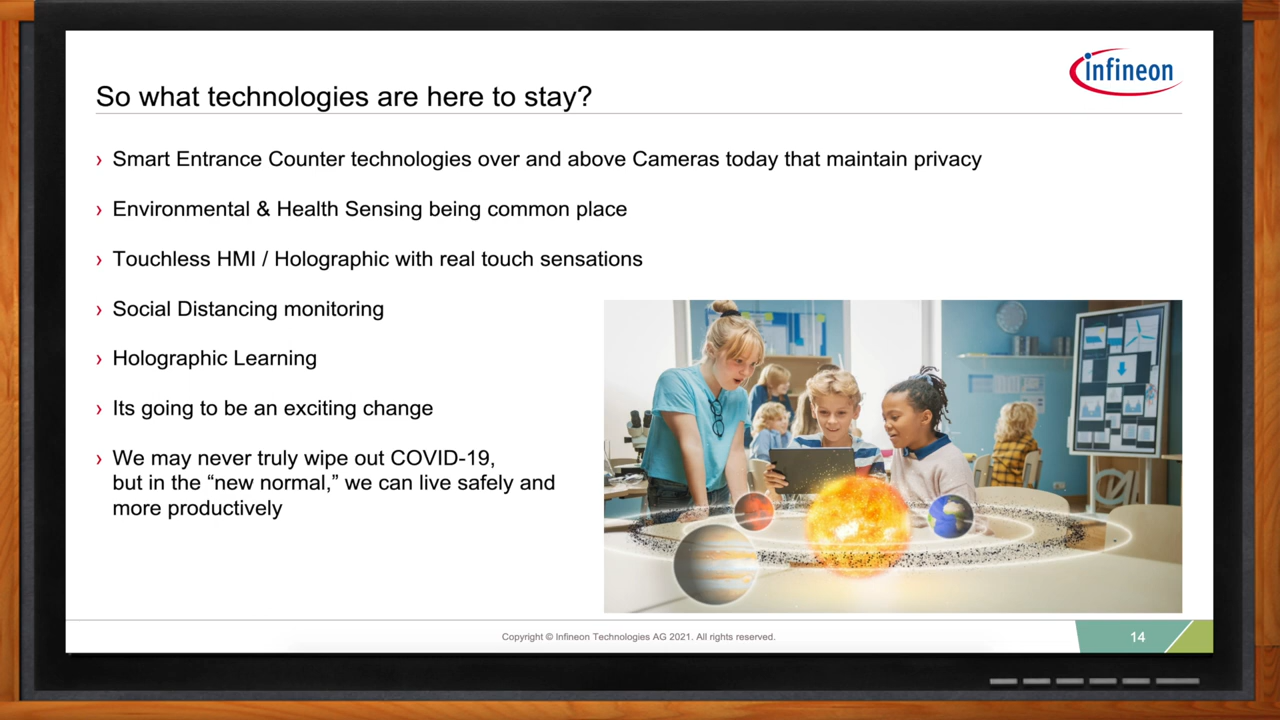 infineon
So what technologies are here to stay?
› Smart Entrance Counter technologies over and above Cameras today that maintain privacy
› Environmental & Health Sensing being common place
› Touchless HMI / Holographic with real touch sensations
› Social Distancing monitoring
› Holographic Learning
› Its going to be an exciting change
› We may never truly wipe out COVID-19,
but in the “new normal,” we can live safely and
more productively
Copyright © Infineon Technologies AG 2021. All rights reserved.
14